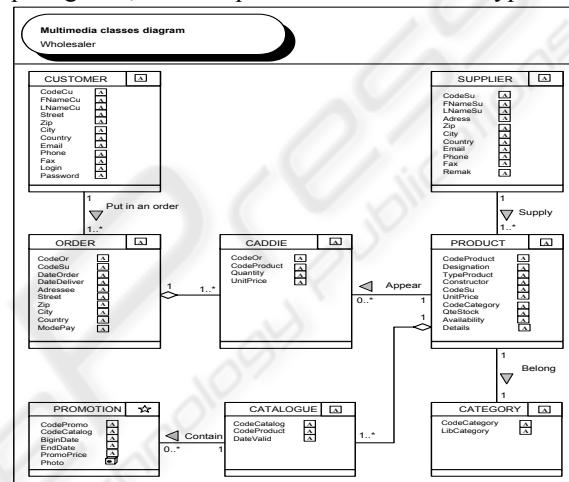 Multimedia classes diagram
Wholesaler
CUSTOMER
A
CodeCu A
FNameCu A
LNameCu A
Street A
Zip A
City A
Country A
Email A
Phone A
Fax A
Login A
Password A
SUPPLIER
A
CodeSu A
FNameSu A
LNameSu A
Adress A
Zip A
City A
Country A
Email A
Phone A
Fax A
Remak A
1
Put in an order
1..*
1
Supply
1..*
ORDER
A
CodeOr A
CodeSu A
DateOrder A
DateDeliver A
Adressee A
Street A
Zip A
City A
Country A
ModePay A
1
1..*
CADDIE
A
CodeOr A
CodeProduct A
Quantity A
UnitPrice A
Appear
0..*
1
PRODUCT
A
CodeProduct A
Designation A
TypeProduct A
Constructor A
CodeSu A
UnitPrice A
CodeCategory A
QteStock A
Availability A
Details A
1
Belong
1
PROMOTION
CodePromo A
CodeCatalog A
BiginDate A
EndDate A
PromoPrice A
Photo
Contain
0..*
1
CATALOGUE
A
CodeCatalog A
CodeProduct A
DateValid A
1..*
CATEGORY
A
CodeCategory A
LibCategory A